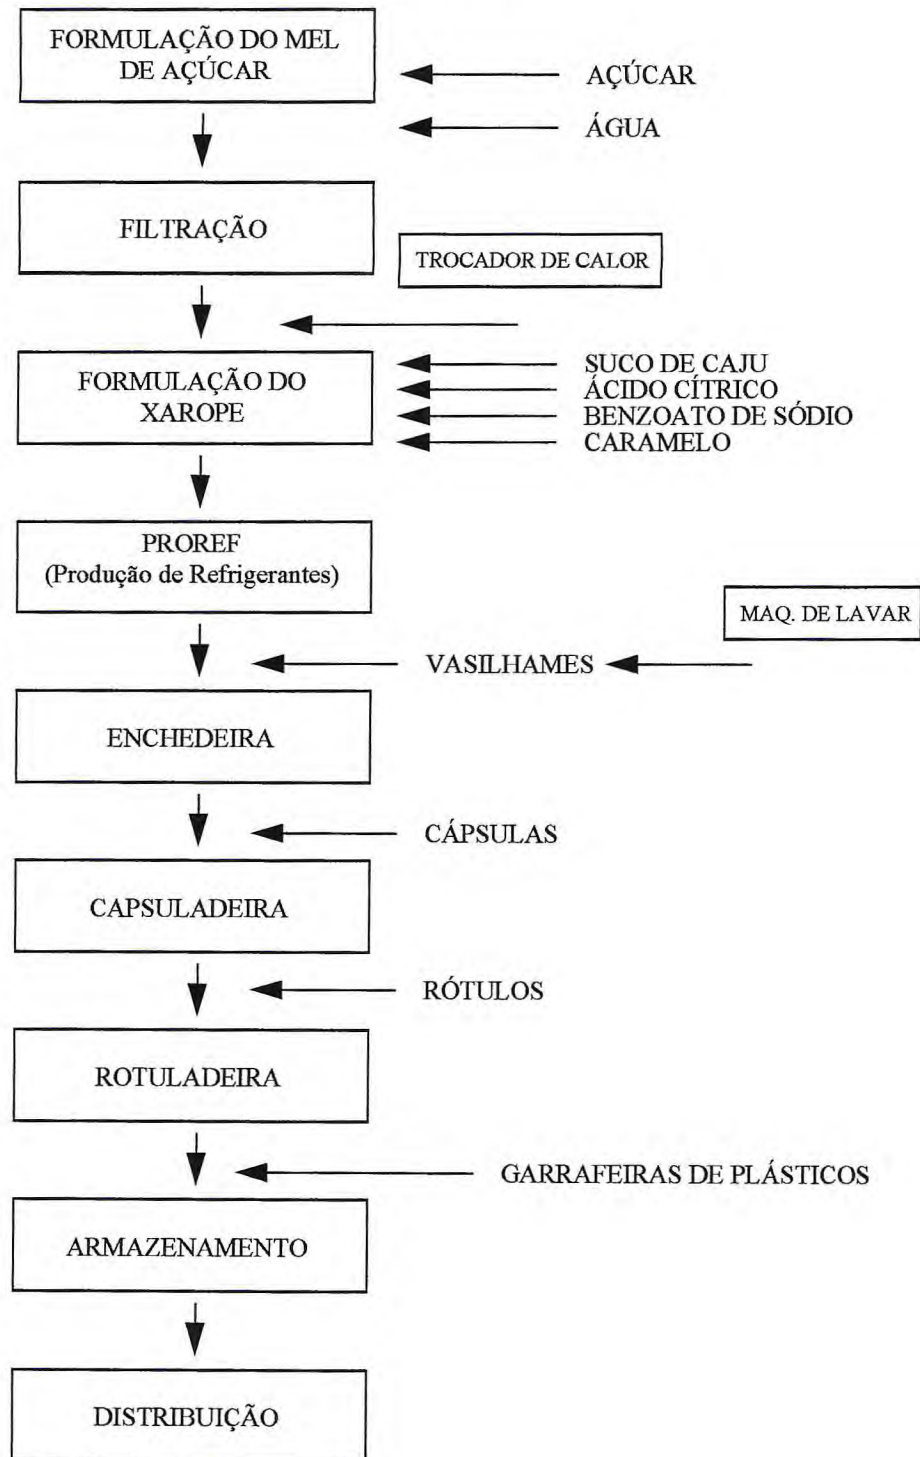 FORMULAÇÃO DO MEL
DE AÇÚCAR
AÇÚCAR
ÁGUA
FILTRAÇÃO
TROCADOR DE CALOR
FORMULAÇÃO DO
XAROPE
SUCO DE CAJU
ÁCIDO CÍTRICO
BENZOATO DE SÓDIO
CARAMELO
PROREF
(Produção de Refrigerantes)
MAQ. DE LAVAR
VASILHAMES
ENCHEDEIRA
CÁPSULAS
CAPSULADEIRA
RÓTULOS
ROTULADEIRA
GARRAFEIRAS DE PLÁSTICOS
ARMAZENAMENTO
DISTRIBUIÇÃO